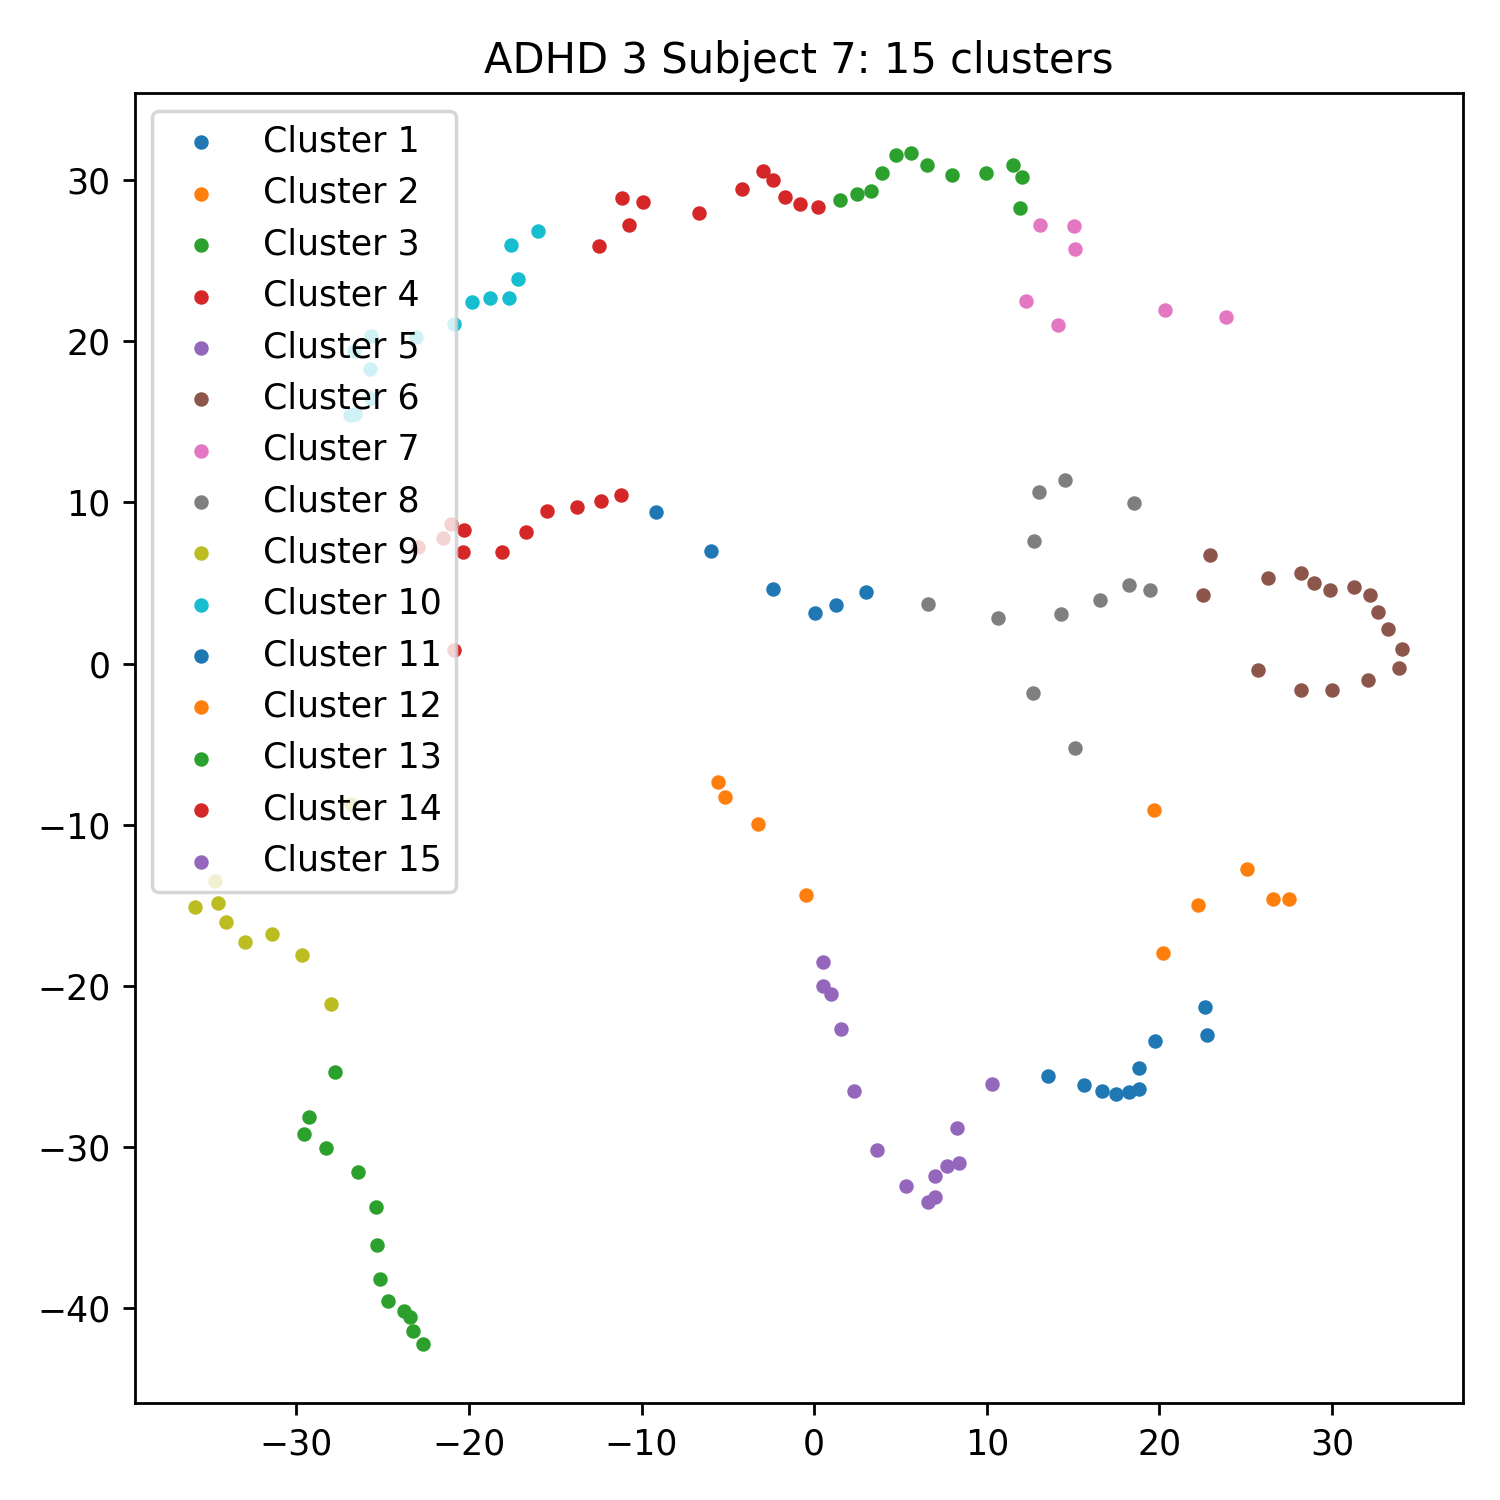 ADHD 3 Subject 7: 15 clusters
Cluster 1
Cluster 2
Cluster 3
Cluster 4
Cluster 5
Cluster 6
Cluster 7
Cluster 8
Cluster 9
Cluster 10
Cluster 11
Cluster 12
Cluster 13
Cluster 14
Cluster 15
30
20
10
0
−10
−20
−30
−40
−30 −20 −10 0 10 20 30